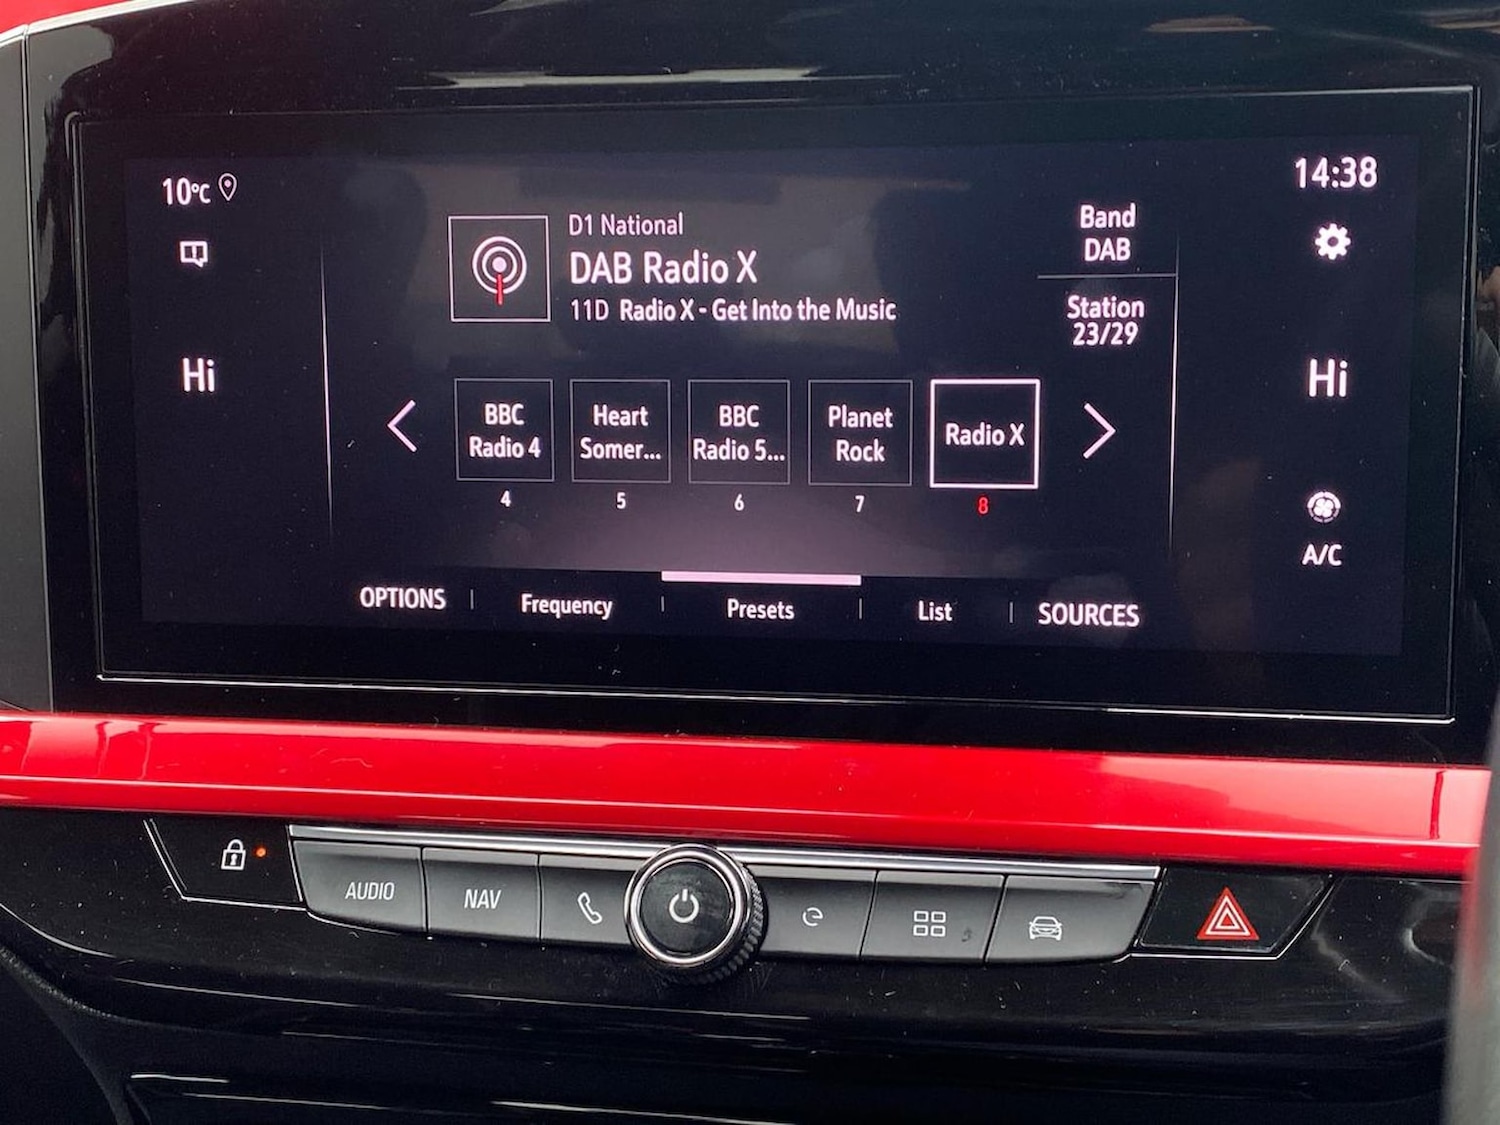 10°C
14:38
D1 National
DAB Radio X
11D Radio X - Get Into the Music
Band
DAB
Station
23/29
Hi
Hi
BBC
Radio 4
Heart
Somer...
BBC
Radio 5...
Planet
Rock
Radio X
4
5
6
7
8
A/C
OPTIONS
Frequency
Presets
List
SOURCES
AUDIO
NAV